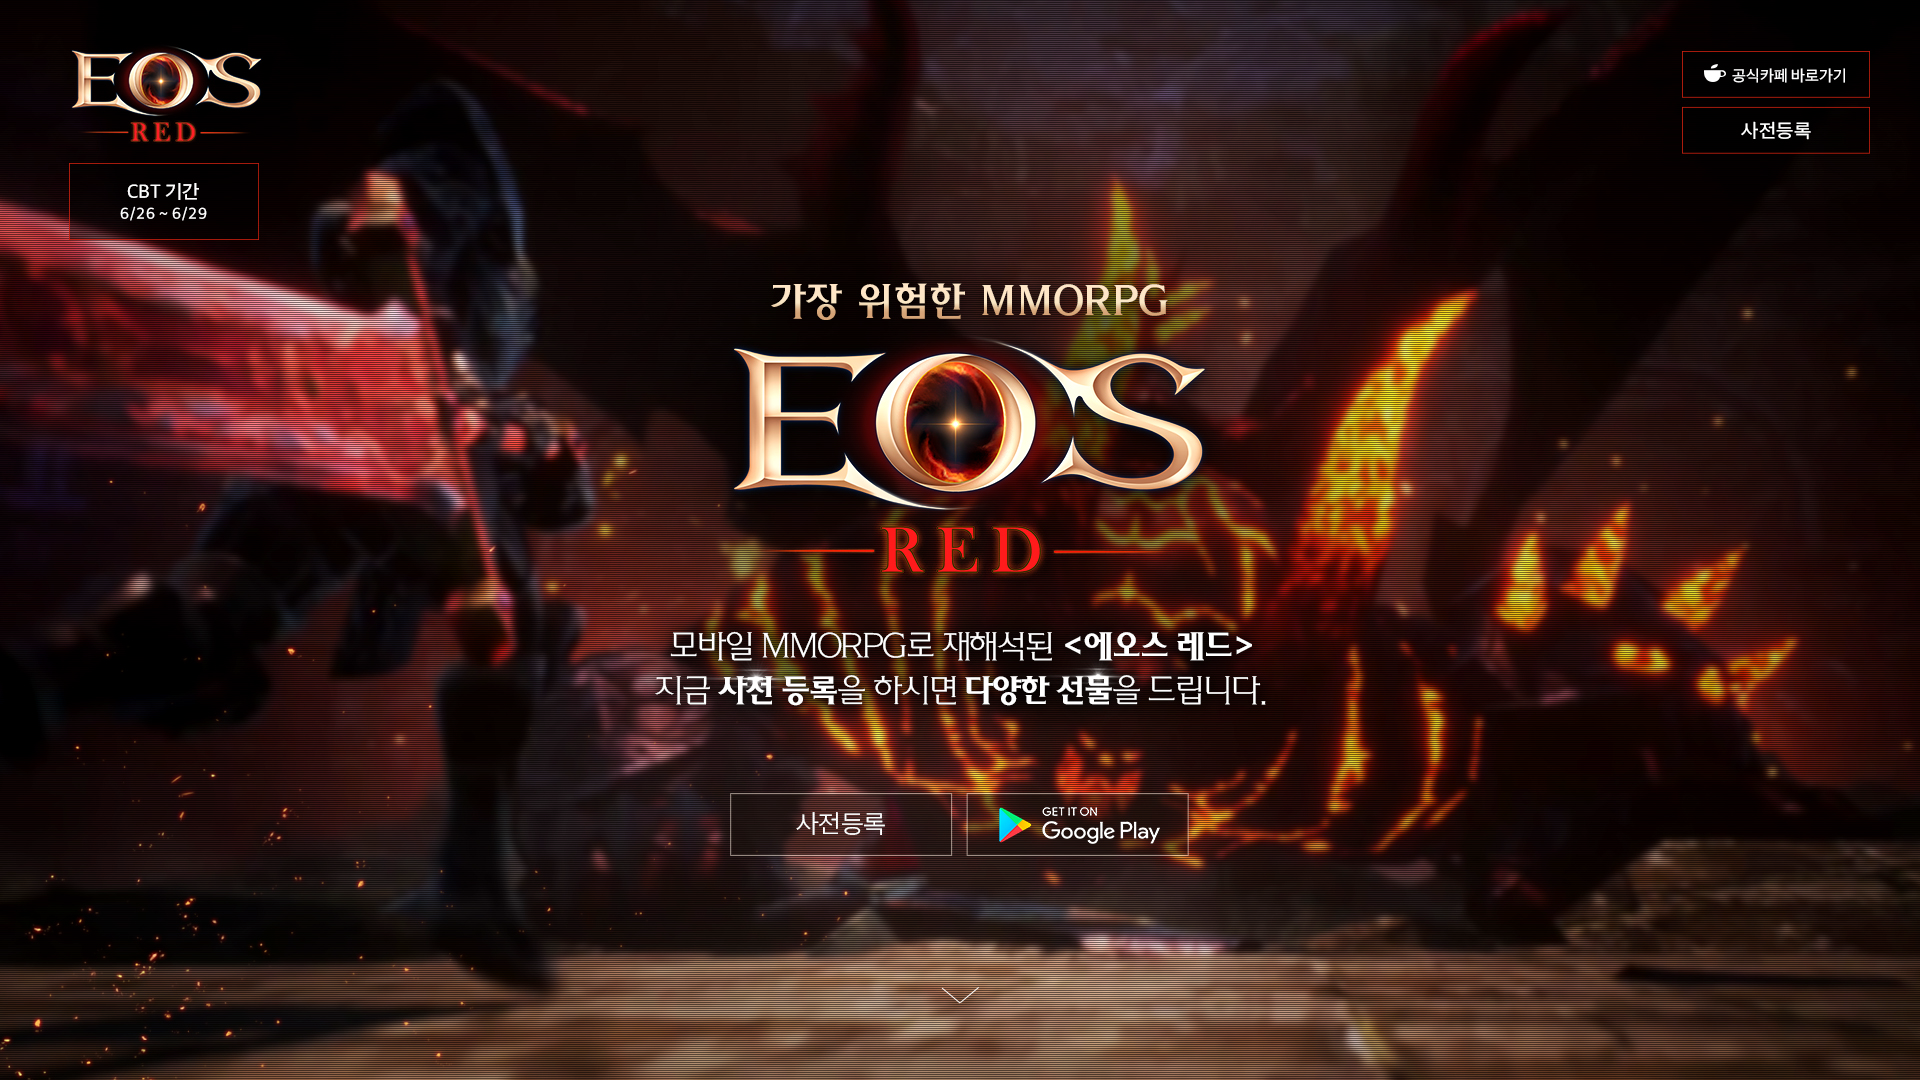 EOS
RED
CBT 기간
6/26 ~ 6/29
공식카페 바로가기
사전등록
가장 위험한 MMORPG
EOS
RED
모바일 MMORPG로 재해석된 <에오스 레드>
지금 사전 등록을 하시면 다양한 선물을 드립니다.
사전등록
GET IT ON
Google Play